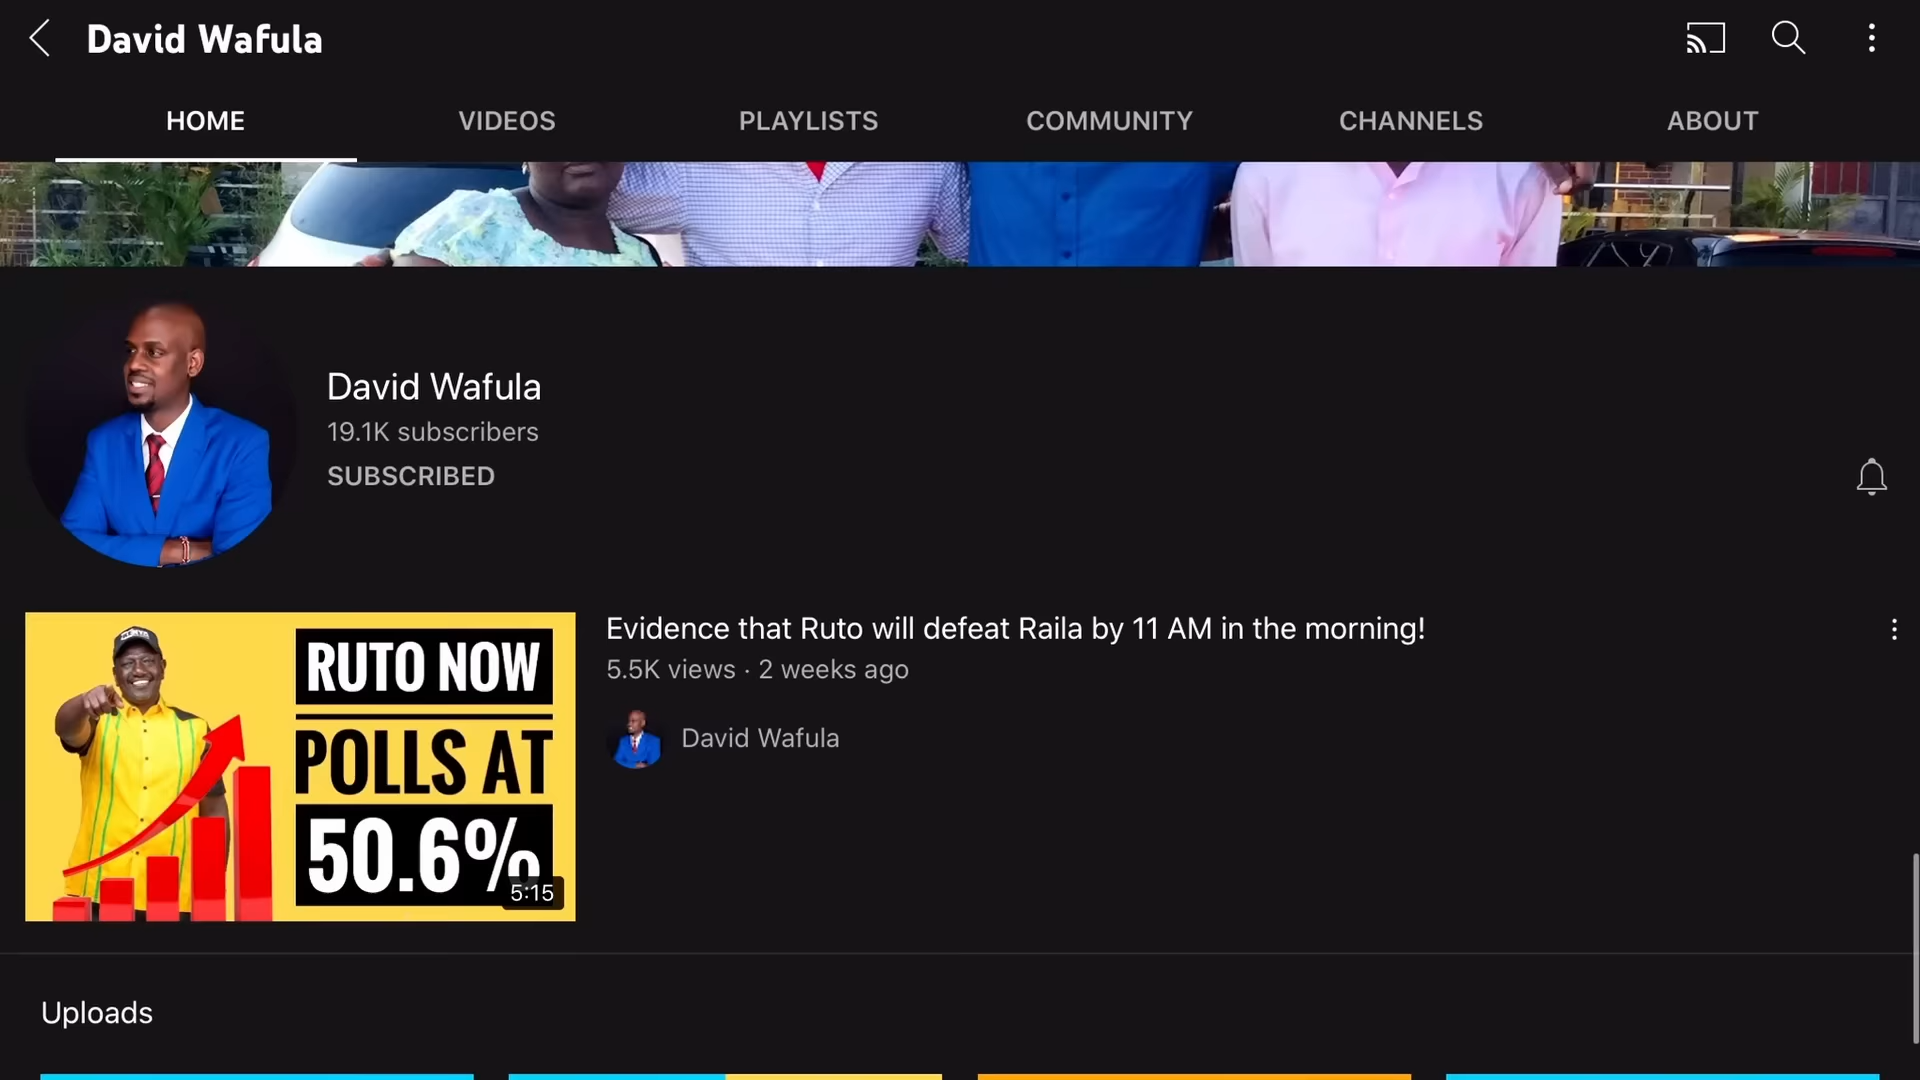 David Wafula
HOME
VIDEOS
PLAYLISTS
COMMUNITY
CHANNELS
ABOUT
David Wafula
19.1K subscribers
SUBSCRIBED
RUTO NOW
POLLS AT
50.6%
5:15
Evidence that Ruto will defeat Raila by 11 AM in the morning!
5.5K views · 2 weeks ago
David Wafula
Uploads